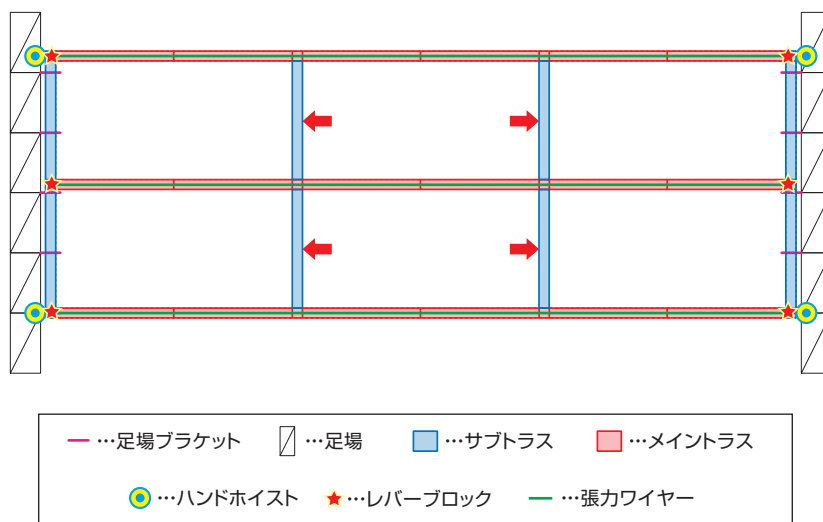 …足場ブラケット …足場 …サブトラス …メイントラス
…ハンドホイスト …レバーブロック …張力ワイヤー